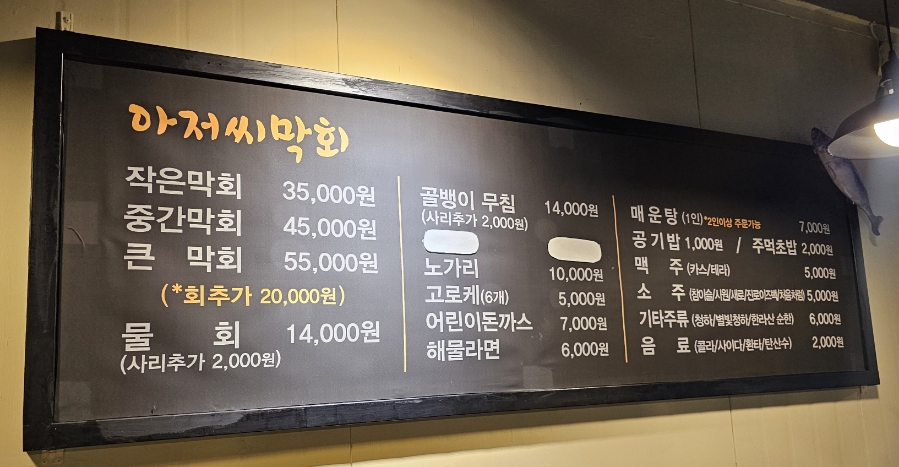 아저씨막회
작은막회 35,000원
중간막회 45,000원
큰 막회 55,000원
(*회추가 20,000원)
물 회 14,000원
(사리추가 2,000원)
골뱅이 무침 14,000원
(사리추가 2,000원)
노가리 10,000원
고로케(6개) 5,000원
어린이돈까스 7,000원
해물라면 6,000원
매운탕 (1인)*2인이상 주문가능 7,000원
공기밥 1,000원 / 주먹초밥 2,000원
맥 주 (카스/테라) 5,000원
소 주 (참이슬/시원/새로/진로이즈백/처음처럼) 5,000원
기타주류 (청하/별빛청하/한라산 순한) 6,000원
음 료 (콜라/사이다/환타/탄산수) 2,000원